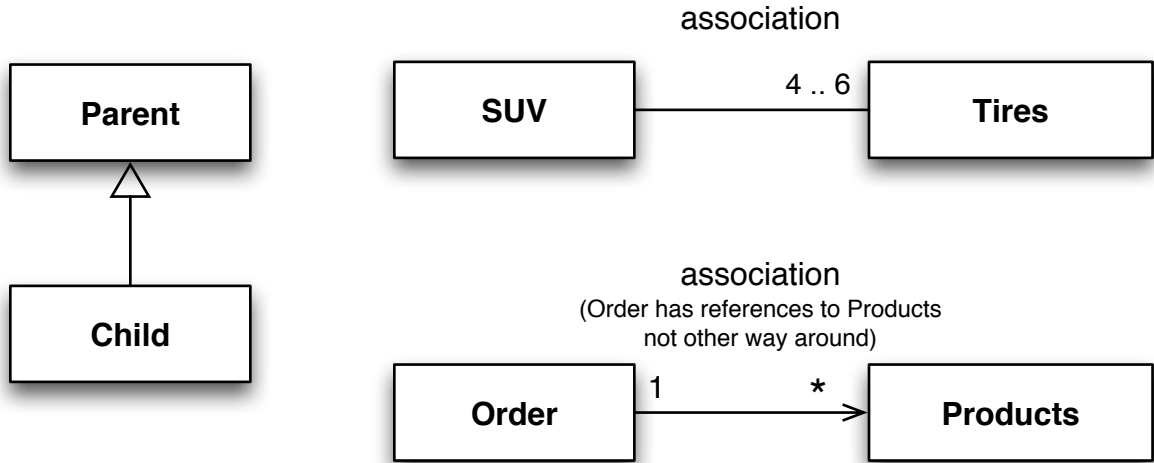 association
Parent
SUV
4 .. 6
Tires
association
(Order has references to Products
not other way around)
Child
Order
1
*
Products